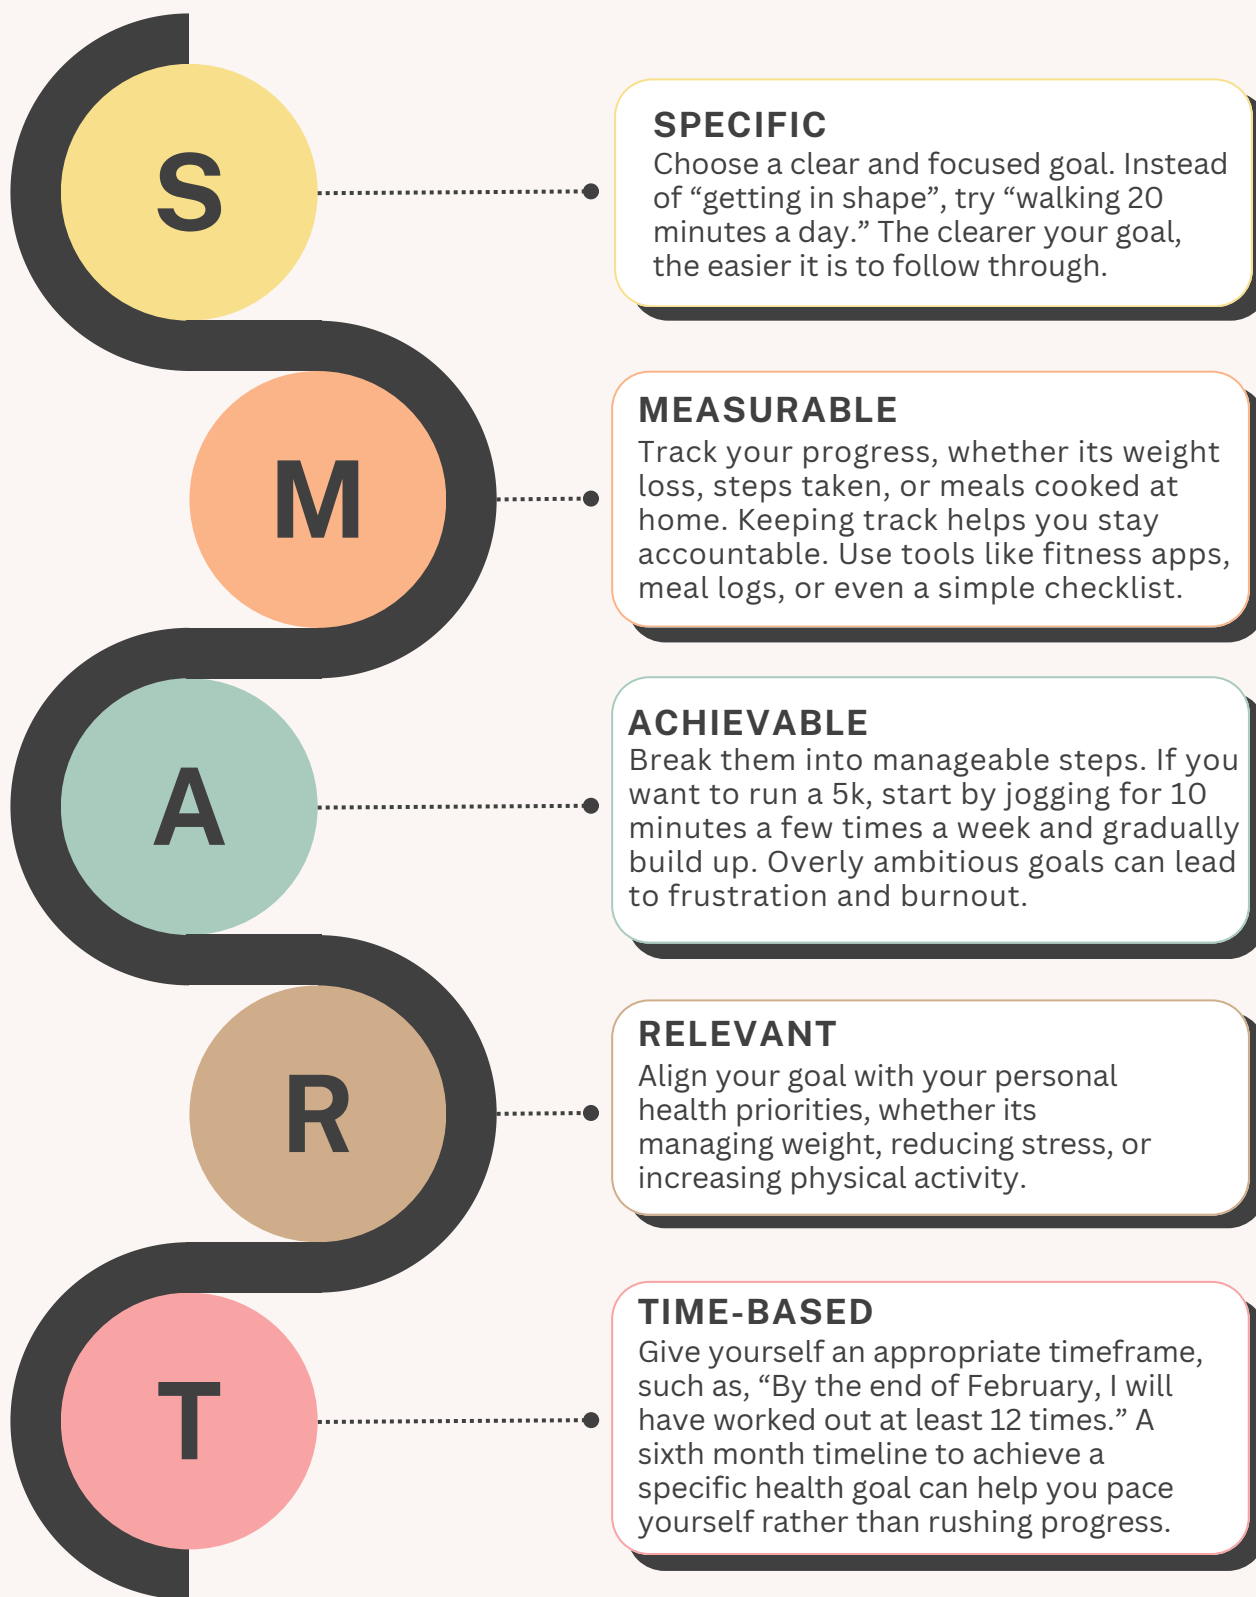 S
SPECIFIC
Choose a clear and focused goal. Instead
of “getting in shape”, try “walking 20
minutes a day.” The clearer your goal,
the easier it is to follow through.
M
MEASURABLE
Track your progress, whether its weight
loss, steps taken, or meals cooked at
home. Keeping track helps you stay
accountable. Use tools like fitness apps,
meal logs, or even a simple checklist.
A
ACHIEVABLE
Break them into manageable steps. If you
want to run a 5k, start by jogging for 10
minutes a few times a week and gradually
build up. Overly ambitious goals can lead
to frustration and burnout.
R
RELEVANT
Align your goal with your personal
health priorities, whether its
managing weight, reducing stress, or
increasing physical activity.
T
TIME-BASED
Give yourself an appropriate timeframe,
such as, “By the end of February, I will
have worked out at least 12 times.” A
sixth month timeline to achieve a
specific health goal can help you pace
yourself rather than rushing progress.